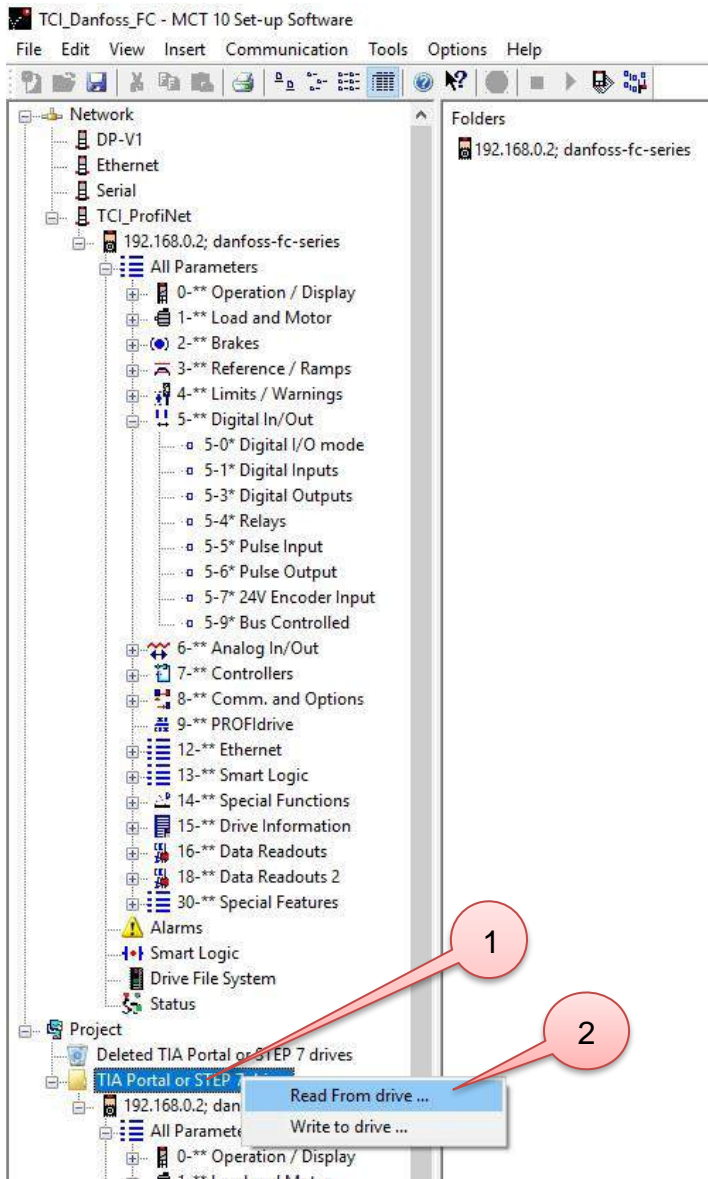 TCI_Danfoss_FC - MCT 10 Set-up Software
File Edit View Insert Communication Tools Options Help
Network
DP-V1
Ethernet
Serial
TCI_ProfiNet
192.168.0.2; danfoss-fc-series
All Parameters
0-** Operation / Display
1-** Load and Motor
2-** Brakes
3-** Reference / Ramps
4-** Limits / Warnings
5-** Digital In/Out
5-0* Digital I/O mode
5-1* Digital Inputs
5-3* Digital Outputs
5-4* Relays
5-5* Pulse Input
5-6* Pulse Output
5-7* 24V Encoder Input
5-9* Bus Controlled
6-** Analog In/Out
7-** Controllers
8-** Comm. and Options
9-** PROFIdrive
12-** Ethernet
13-** Smart Logic
14-** Special Functions
15-** Drive Information
16-** Data Readouts
18-** Data Readouts 2
30-** Special Features
Alarms
Smart Logic
Drive File System
Status
Project
Deleted TIA Portal or STEP 7 drives
TIA Portal or STEP 7
192.168.0.2; dan
All Paramete
0-** Operation / Display
Folders
192.168.0.2; danfoss-fc-series
1
2
Read From drive ...
Write to drive ...